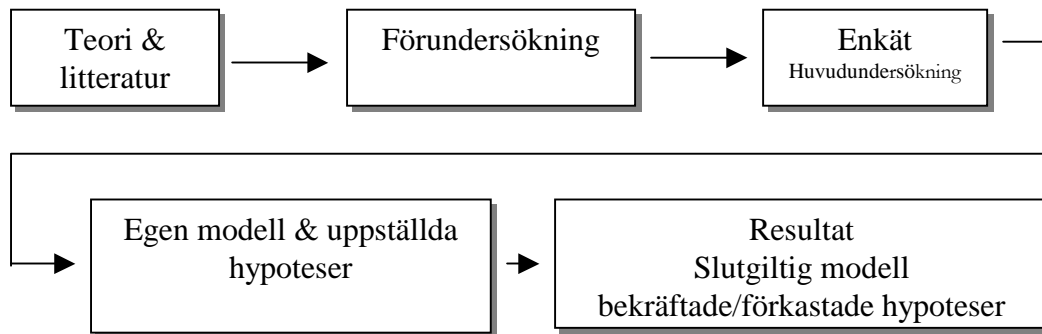 Teori &
litteratur
Förundersökning
Enkät
Huvudundersökning
Egen modell & uppställda
hypoteser
Resultat
Slutgiltig modell
bekräftade/förkastade hypoteser